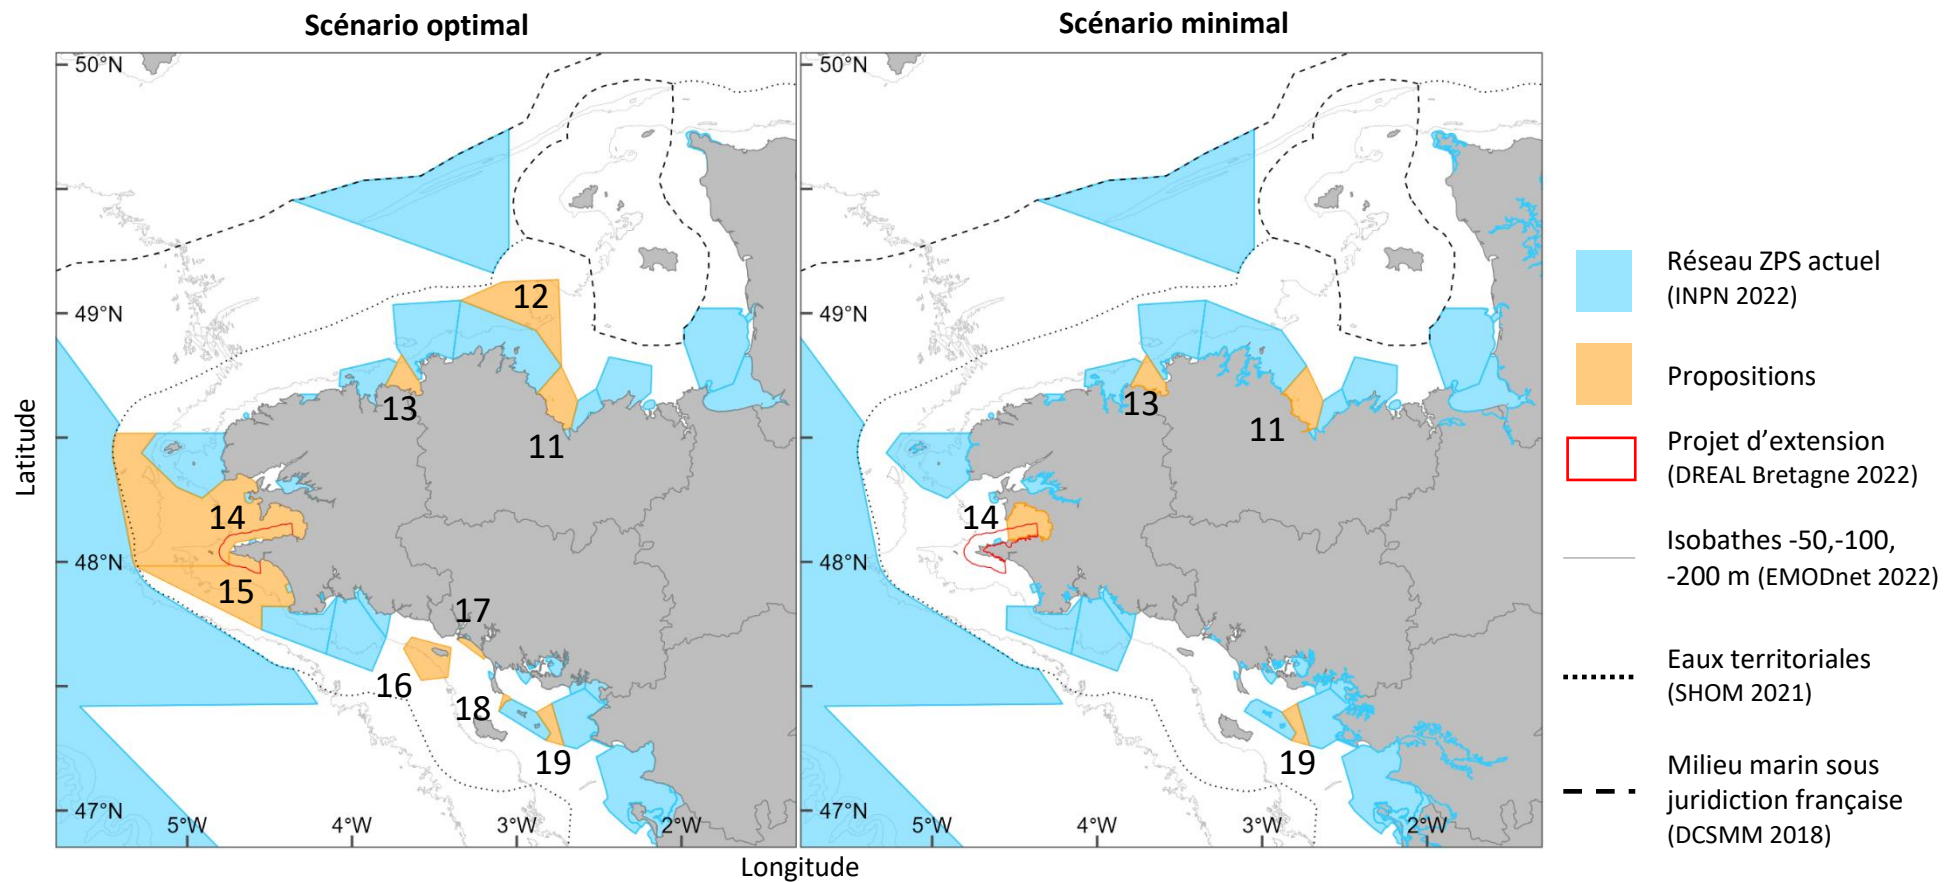 Scénario optimal
Scénario minimal
50°N
49°N
48°N
47°N
5°W
4°W
3°W
2°W
12
13
11
14
15
17
16
18
19
50°N
49°N
48°N
47°N
5°W
4°W
3°W
2°W
13
11
14
19
Latitude
Longitude
Réseau ZPS actuel
(INPN 2022)
Propositions
Projet d'extension
(DREAL Bretagne 2022)
Isobathes -50,-100,
-200 m (EMODnet 2022)
Eaux territoriales
(SHOM 2021)
Milieu marin sous
juridiction française
(DCSMM 2018)